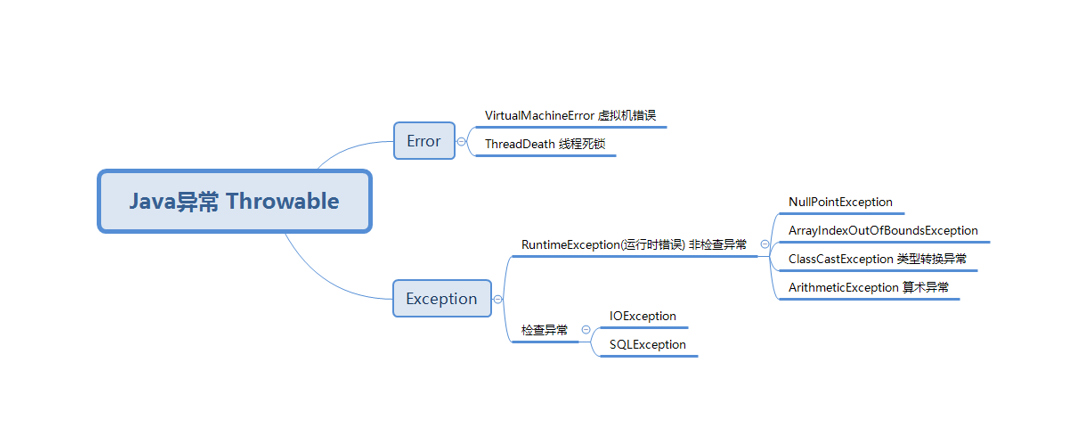 VirtualMachineError 虚拟机错误
Error
ThreadDeath 线程死锁
Java异常 Throwable
NullPointException
ArrayIndexOutOfBoundsException
RuntimeException(运行时错误) 非检查异常
ClassCastException 类型转换异常
ArithmeticException 算术异常
Exception
IOException
检查异常
SQLException